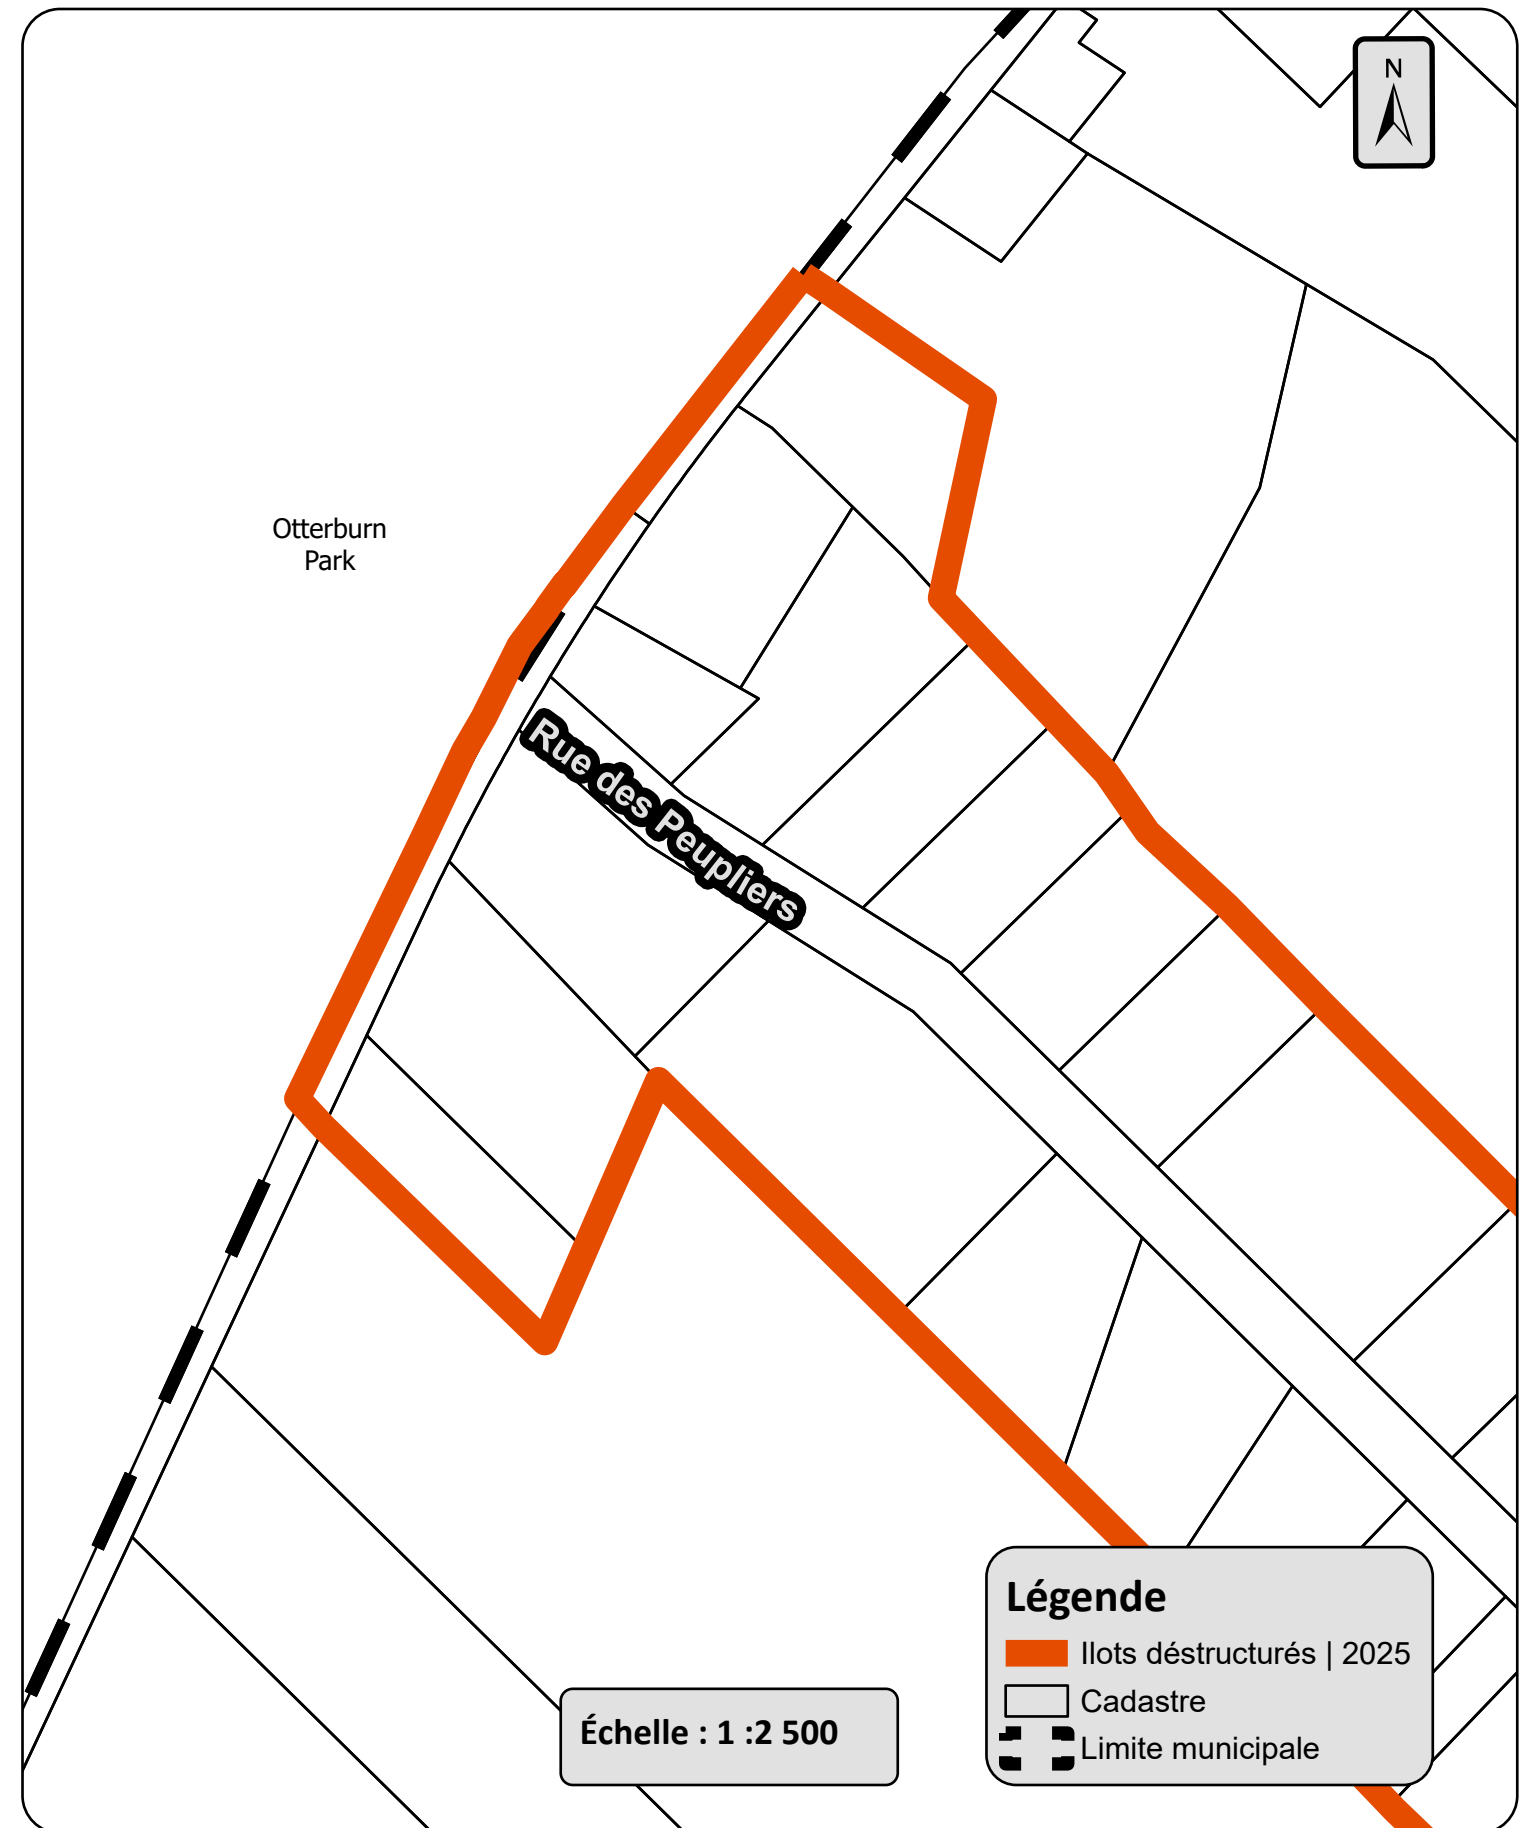 N
Otterburn
Park
Rue des Peupliers
Légende
Ilots déstructurés | 2025
Cadastre
Limite municipale
Échelle : 1 :2 500